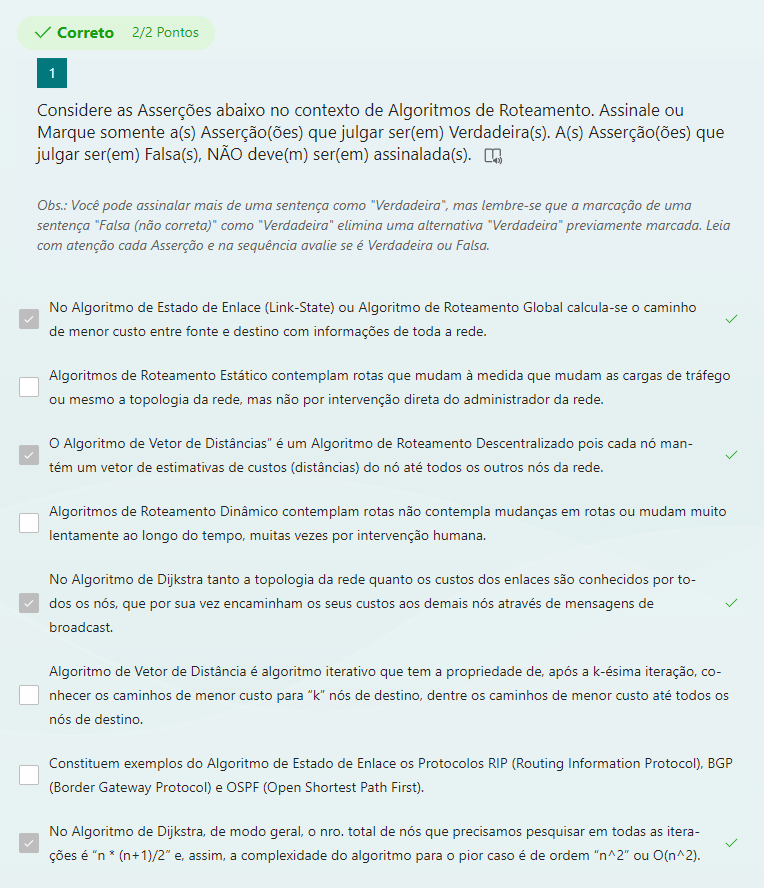 Correto 2/2 Pontos
1
Considere as Asserções abaixo no contexto de Algoritmos de Roteamento. Assinale ou
Marque somente a(s) Asserção(ões) que julgar ser(em) Verdadeira(s). A(s) Asserção(ões) que
julgar ser(em) Falsa(s), NÃO deve(m) ser(em) assinalada(s).
Obs.: Você pode assinalar mais de uma sentença como "Verdadeira", mas lembre-se que a marcação de uma
sentença "Falsa (não correta)" como "Verdadeira" elimina uma alternativa "Verdadeira" previamente marcada. Leia
com atenção cada Asserção e na sequência avalie se é Verdadeira ou Falsa.
No Algoritmo de Estado de Enlace (Link-State) ou Algoritmo de Roteamento Global calcula-se o caminho
de menor custo entre fonte e destino com informações de toda a rede.
Algoritmos de Roteamento Estático contemplam rotas que mudam à medida que mudam as cargas de tráfego
ou mesmo a topologia da rede, mas não por intervenção direta do administrador da rede.
O Algoritmo de Vetor de Distâncias” é um Algoritmo de Roteamento Descentralizado pois cada nó man-
tém um vetor de estimativas de custos (distâncias) do nó até todos os outros nós da rede.
Algoritmos de Roteamento Dinâmico contemplam rotas não contempla mudanças em rotas ou mudam muito
lentamente ao longo do tempo, muitas vezes por intervenção humana.
No Algoritmo de Dijkstra tanto a topologia da rede quanto os custos dos enlaces são conhecidos por to-
dos os nós, que por sua vez encaminham os seus custos aos demais nós através de mensagens de
broadcast.
Algoritmo de Vetor de Distância é algoritmo iterativo que tem a propriedade de, após a k-ésima iteração, co-
nhecer os caminhos de menor custo para “k” nós de destino, dentre os caminhos de menor custo até todos os
nós de destino.
Constituem exemplos do Algoritmo de Estado de Enlace os Protocolos RIP (Routing Information Protocol), BGP
(Border Gateway Protocol) e OSPF (Open Shortest Path First).
No Algoritmo de Dijkstra, de modo geral, o nro. total de nós que precisamos pesquisar em todas as itera-
ções é “n * (n+1)/2” e, assim, a complexidade do algoritmo para o pior caso é de ordem “n^2” ou O(n^2).